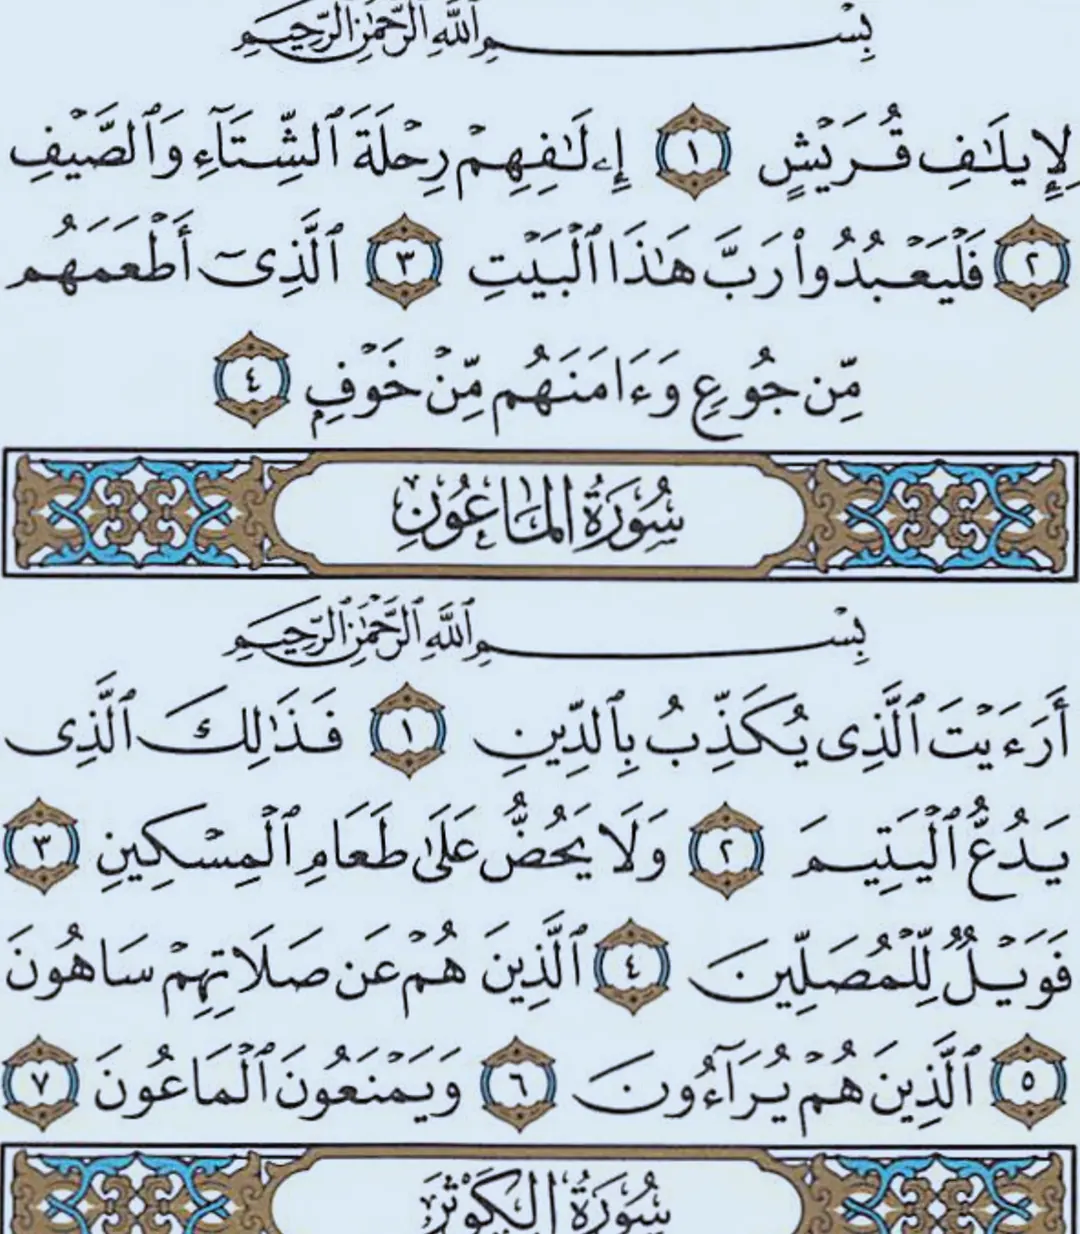 بِسْمِ ٱللَّهِ ٱلرَّحْمَٰنِ ٱلرَّحِيمِ
لِإِيلَٰفِ قُرَيْشٍ ١ إِۦلَٰفِهِمْ رِحْلَةَ ٱلشِّتَآءِ وَٱلصَّيْفِ
٢ فَلْيَعْبُدُوا۟ رَبَّ هَٰذَا ٱلْبَيْتِ ٣ ٱلَّذِىٓ أَطْعَمَهُم
مِّن جُوعٍ وَءَامَنَهُم مِّنْ خَوْفٍۭ ٤
سُورَةُ المَاعُونِ
بِسْمِ ٱللَّهِ ٱلرَّحْمَٰنِ ٱلرَّحِيمِ
أَرَءَيْتَ ٱلَّذِى يُكَذِّبُ بِٱلدِّينِ ١ فَذَٰلِكَ ٱلَّذِى
يَدُعُّ ٱلْيَتِيمَ ٢ وَلَا يَحُضُّ عَلَىٰ طَعَامِ ٱلْمِسْكِينِ ٣
فَوَيْلٌ لِّلْمُصَلِّينَ ٤ ٱلَّذِينَ هُمْ عَن صَلَاتِهِمْ سَاهُونَ
٥ ٱلَّذِينَ هُمْ يُرَآءُونَ ٦ وَيَمْنَعُونَ ٱلْمَاعُونَ ٧
سُورَةُ الكَوْثَرِ